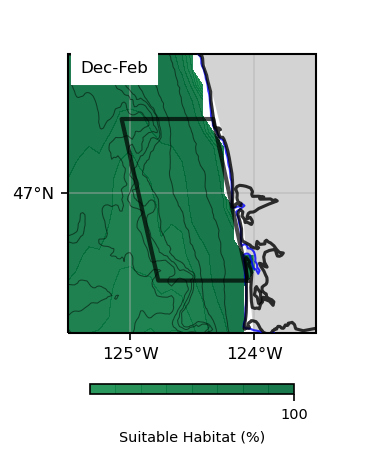 Dec-Feb
47°N
125°W 124°W
100
Suitable Habitat (%)